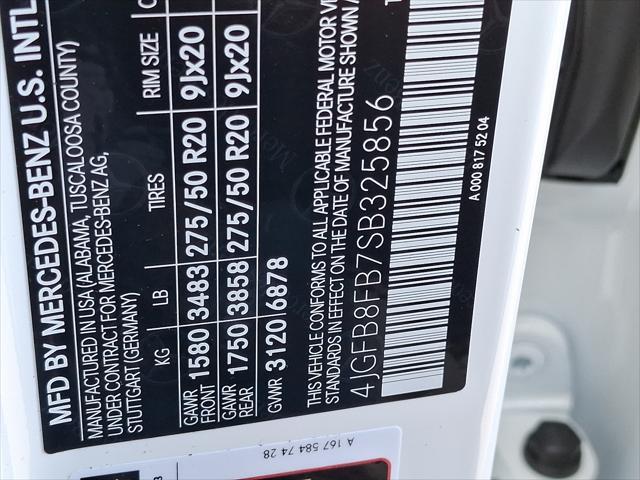 MFD BY MERCEDES-BENZ U.S. INTL
MANUFACTURED IN USA (ALABAMA, TUSCALOOSA COUNTY)
UNDER CONTRACT FOR MERCEDES-BENZ AG,
STUTTGART (GERMANY)
KG LB TIRES RIM SIZE
GAWR FRONT 1580 3483 275/50 R20 9Jx20
GAWR REAR 1750 3858 275/50 R20 9Jx20
GVWR 3120 6878
THIS VEHICLE CONFORMS TO ALL APPLICABLE FEDERAL MOTOR VE
STANDARDS IN EFFECT ON THE DATE OF MANUFACTURE SHOWN
4JGFB8FB7SB325856
A 000 817 52 04
A 167 584 74 28